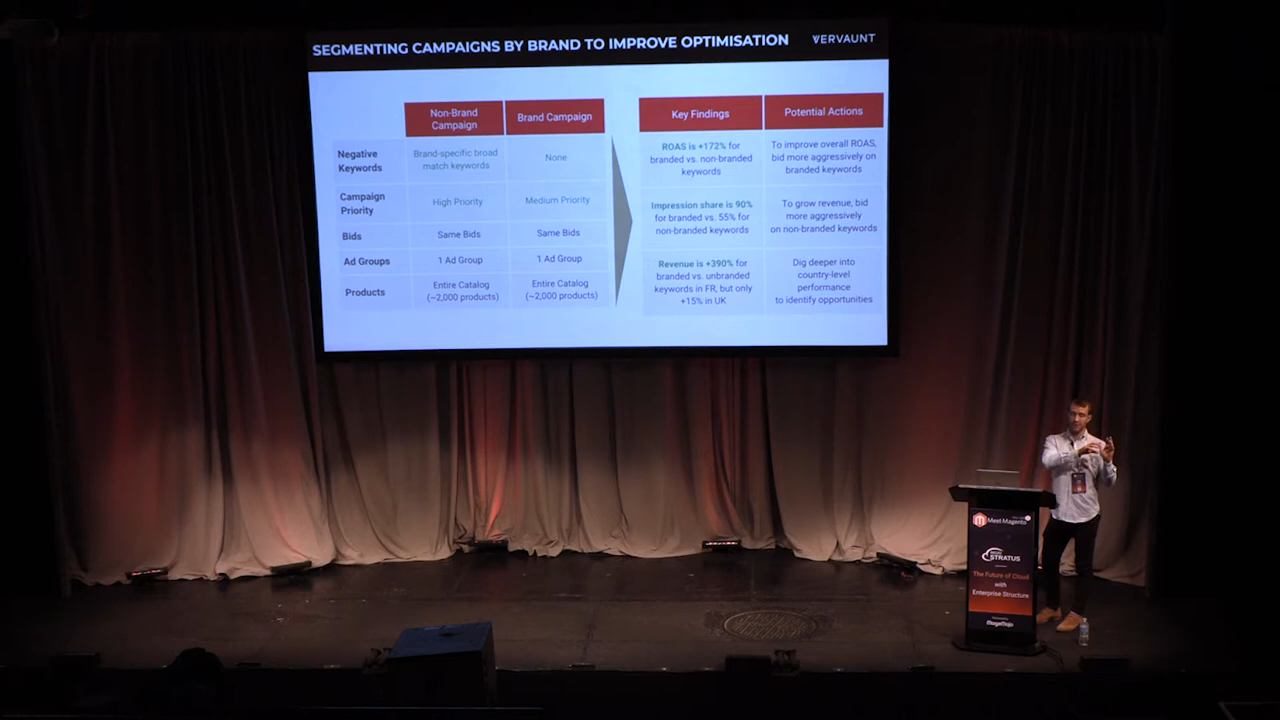 SEGMENTING CAMPAIGNS BY BRAND TO IMPROVE OPTIMISATION
VERVAUNT
Non-Brand
Campaign
Brand Campaign
Negative
Keywords
Brand-specific broad
match keywords
None
Campaign
Priority
High Priority
Medium Priority
Bids
Same Bids
Same Bids
Ad Groups
1 Ad Group
1 Ad Group
Products
Entire Catalog
(~2,000 products)
Entire Catalog
(~2,000 products)
Key Findings
Potential Actions
ROAS is +172% for
branded vs. non-branded
keywords
To improve overall ROAS,
bid more aggressively on
branded keywords
Impression share is 90%
for branded vs. 55% for
non-branded keywords
To grow revenue, bid
more aggressively
on non-branded keywords
Revenue is +390% for
branded vs. unbranded
keywords in FR, but only
+15% in UK
Dig deeper into
country-level
performance
to identify opportunities
Meet Magento
STRATUS
The Future of Cloud
with
Enterprise Structure
MageMojo